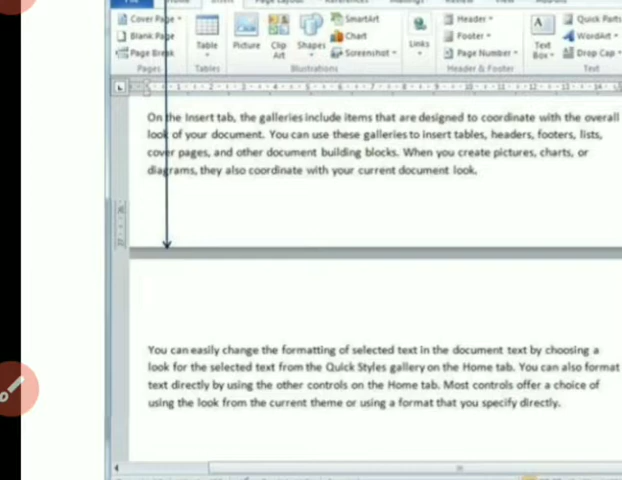 Insert
Page Layout
Cover Page
Blank Page
Page Break
Pages
Table
Tables
Picture
Clip
Art
Shapes
SmartArt
Chart
Screenshot
Illustrations
Links
Header
Footer
Page Number
Header & Footer
Text
Box
Quick Parts
WordArt
Drop Cap
Text
On the Insert tab, the galleries include items that are designed to coordinate with the overall
look of your document. You can use these galleries to insert tables, headers, footers, lists,
cover pages, and other document building blocks. When you create pictures, charts, or
diagrams, they also coordinate with your current document look.
You can easily change the formatting of selected text in the document text by choosing a
look for the selected text from the Quick Styles gallery on the Home tab. You can also format
text directly by using the other controls on the Home tab. Most controls offer a choice of
using the look from the current theme or using a format that you specify directly.